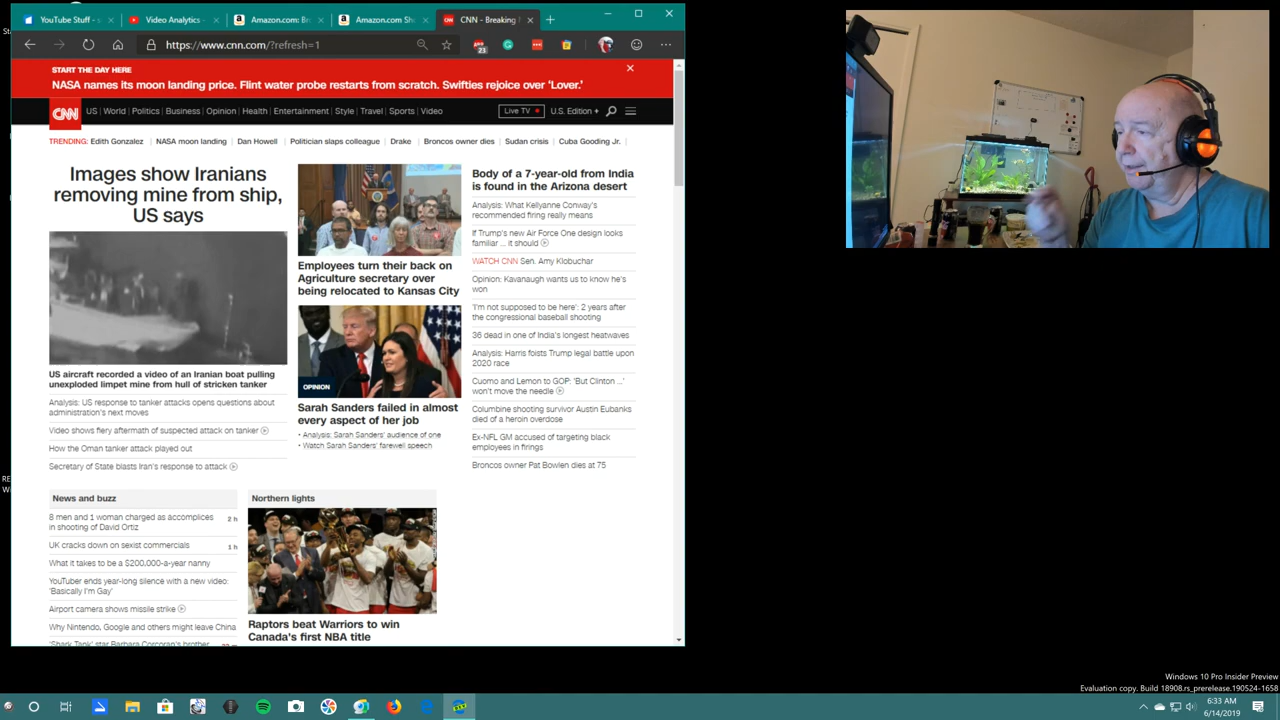 YouTube Stuff -
Video Analytics -
Amazon.com: Br
Amazon.com Sh
CNN - Breaking
https://www.cnn.com/?refresh=1
23
START THE DAY HERE
NASA names its moon landing price. Flint water probe restarts from scratch. Swifties rejoice over 'Lover.'
CNN
US World Politics Business Opinion Health Entertainment Style Travel Sports Video
Live TV
U.S. Edition +
TRENDING: Edith Gonzalez NASA moon landing Dan Howell Politician slaps colleague Drake Broncos owner dies Sudan crisis Cuba Gooding Jr.
Images show Iranians
removing mine from ship,
US says
US aircraft recorded a video of an Iranian boat pulling
unexploded limpet mine from hull of stricken tanker
Analysis: US response to tanker attacks opens questions about
administration's next moves
Video shows fiery aftermath of suspected attack on tanker
How the Oman tanker attack played out
Secretary of State blasts Iran's response to attack
Employees turn their back on
Agriculture secretary over
being relocated to Kansas City
OPINION
Sarah Sanders failed in almost
every aspect of her job
• Analysis: Sarah Sanders' audience of one
• Watch Sarah Sanders' farewell speech
Body of a 7-year-old from India
is found in the Arizona desert
Analysis: What Kellyanne Conway's
recommended firing really means
If Trump's new Air Force One design looks
familiar ... it should
WATCH CNN Sen. Amy Klobuchar
Opinion: Kavanaugh wants us to know he's
won
'I'm not supposed to be here': 2 years after
the congressional baseball shooting
36 dead in one of India's longest heatwaves
Analysis: Harris foists Trump legal battle upon
2020 race
Cuomo and Lemon to GOP: 'But Clinton ...'
won't move the needle
Columbine shooting survivor Austin Eubanks
died of a heroin overdose
Ex-NFL GM accused of targeting black
employees in firings
Broncos owner Pat Bowlen dies at 75
News and buzz
8 men and 1 woman charged as accomplices
in shooting of David Ortiz
2 h
UK cracks down on sexist commercials
1 h
What it takes to be a $200,000-a-year nanny
YouTuber ends year-long silence with a new video:
'Basically I'm Gay'
Airport camera shows missile strike
Why Nintendo, Google and others might leave China
'Shark Tank' star Barbara Corcoran's brother
Northern lights
Raptors beat Warriors to win
Canada's first NBA title
Windows 10 Pro Insider Preview
Evaluation copy. Build 18908.rs_prerelease.190524-1658
6:33 AM
6/14/2019